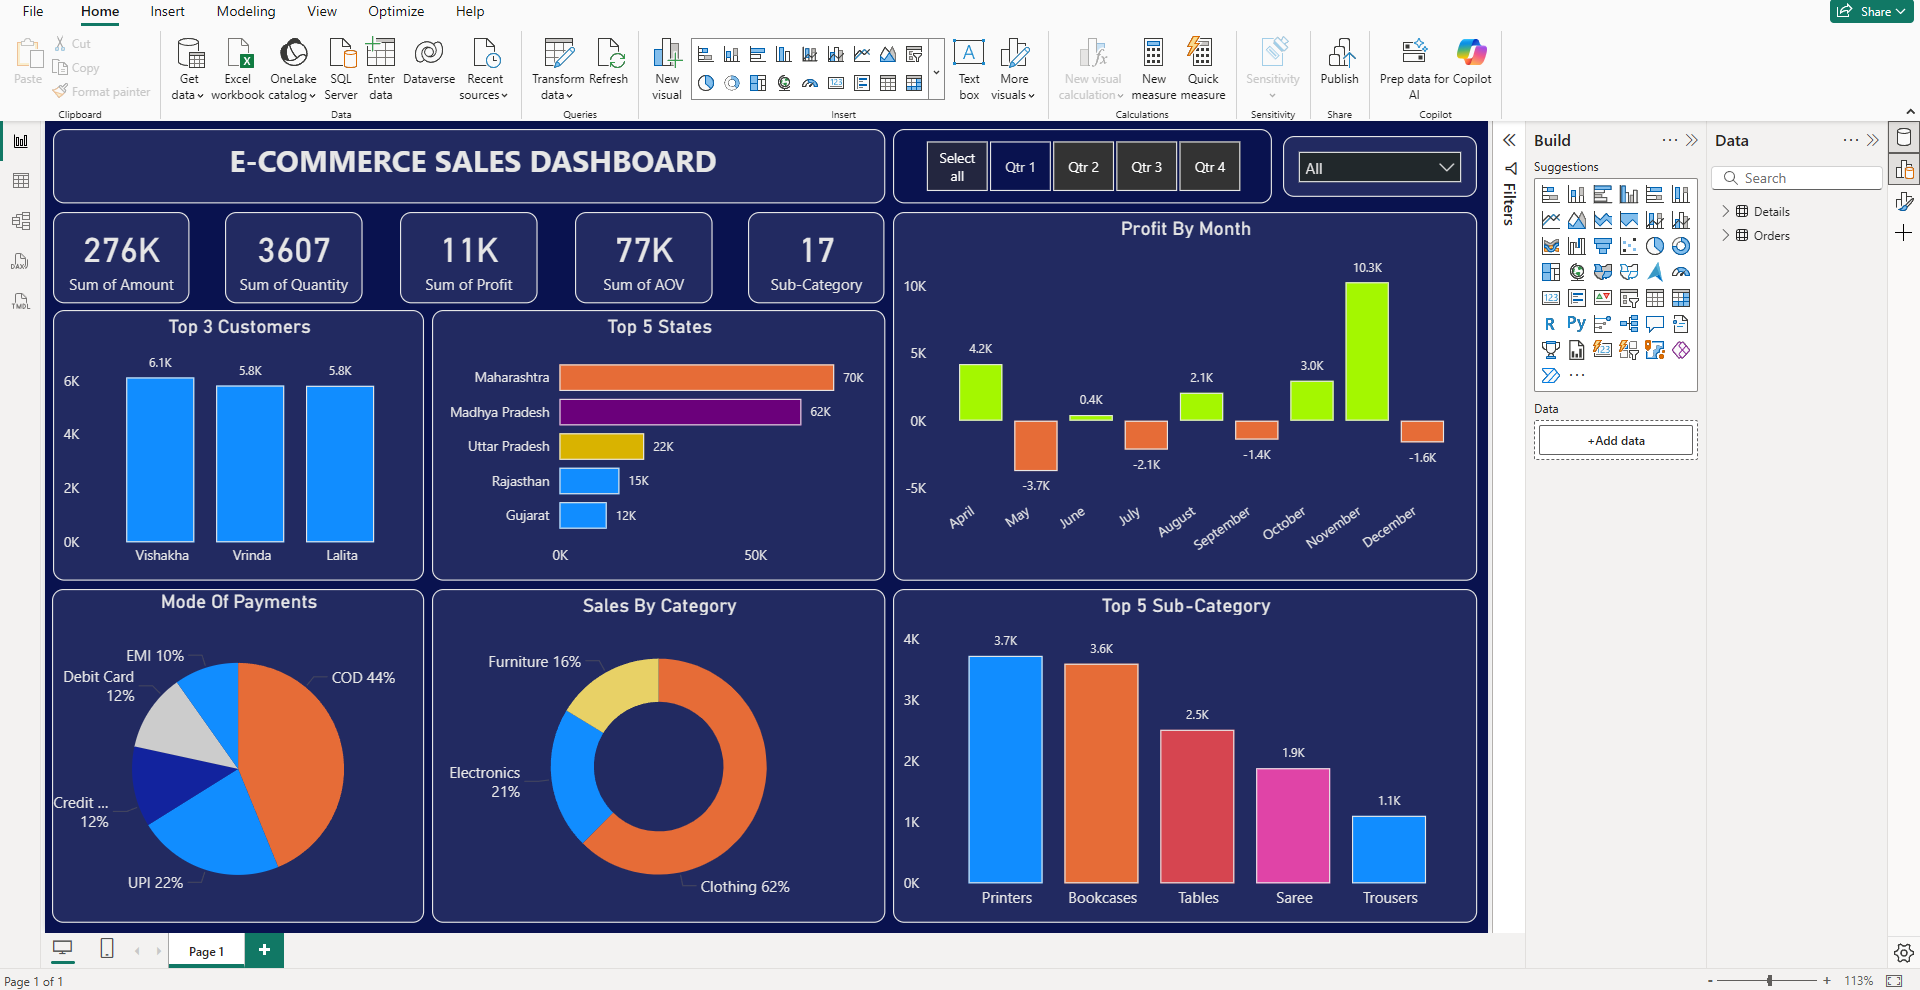 File Home Insert Modeling View Optimize Help
Share
Paste
Cut
Copy
Format painter
Clipboard
Get
data
Excel
workbook
OneLake
catalog
SQL
Server
Enter
data
Dataverse
Recent
sources
Data
Transform
data
Refresh
Queries
New
visual
Text
box
More
visuals
Insert
New visual
calculation
New
measure
Quick
measure
Calculations
Sensitivity
Sensitivity
Publish
Share
Prep data for
AI
Copilot
Copilot
E-COMMERCE SALES DASHBOARD
Select
all
Qtr 1
Qtr 2
Qtr 3
Qtr 4
All
276K
Sum of Amount
3607
Sum of Quantity
11K
Sum of Profit
77K
Sum of AOV
17
Sub-Category
Profit By Month
10K
5K
0K
-5K
4.2K
-3.7K
0.4K
-2.1K
2.1K
-1.4K
3.0K
10.3K
-1.6K
April
May
June
July
August
September
October
November
December
Top 3 Customers
6K
4K
2K
0K
6.1K
5.8K
5.8K
Vishakha
Vrinda
Lalita
Top 5 States
Maharashtra 70K
Madhya Pradesh 62K
Uttar Pradesh 22K
Rajasthan 15K
Gujarat 12K
0K 50K
Mode Of Payments
EMI 10%
COD 44%
Debit Card
12%
Credit ...
12%
UPI 22%
Sales By Category
Furniture 16%
Electronics
21%
Clothing 62%
Top 5 Sub-Category
4K
3K
2K
1K
0K
3.7K
3.6K
2.5K
1.9K
1.1K
Printers
Bookcases
Tables
Saree
Trousers
Filters
Build
Suggestions
R
Py
Data
+Add data
Data
Search
Details
Orders
DAX
TMDL
Page 1
Page 1 of 1
113%